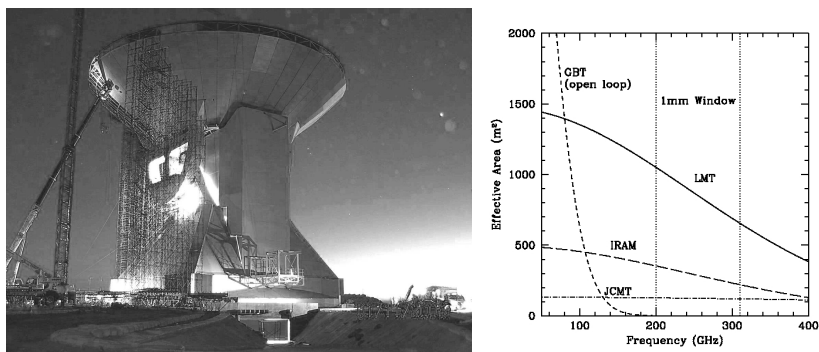 2000
1500
1000
500
0
Effective Area (m²)
GBT
(open loop)
1mm Window
LMT
IRAM
JCMT
100
200
300
400
Frequency (GHz)